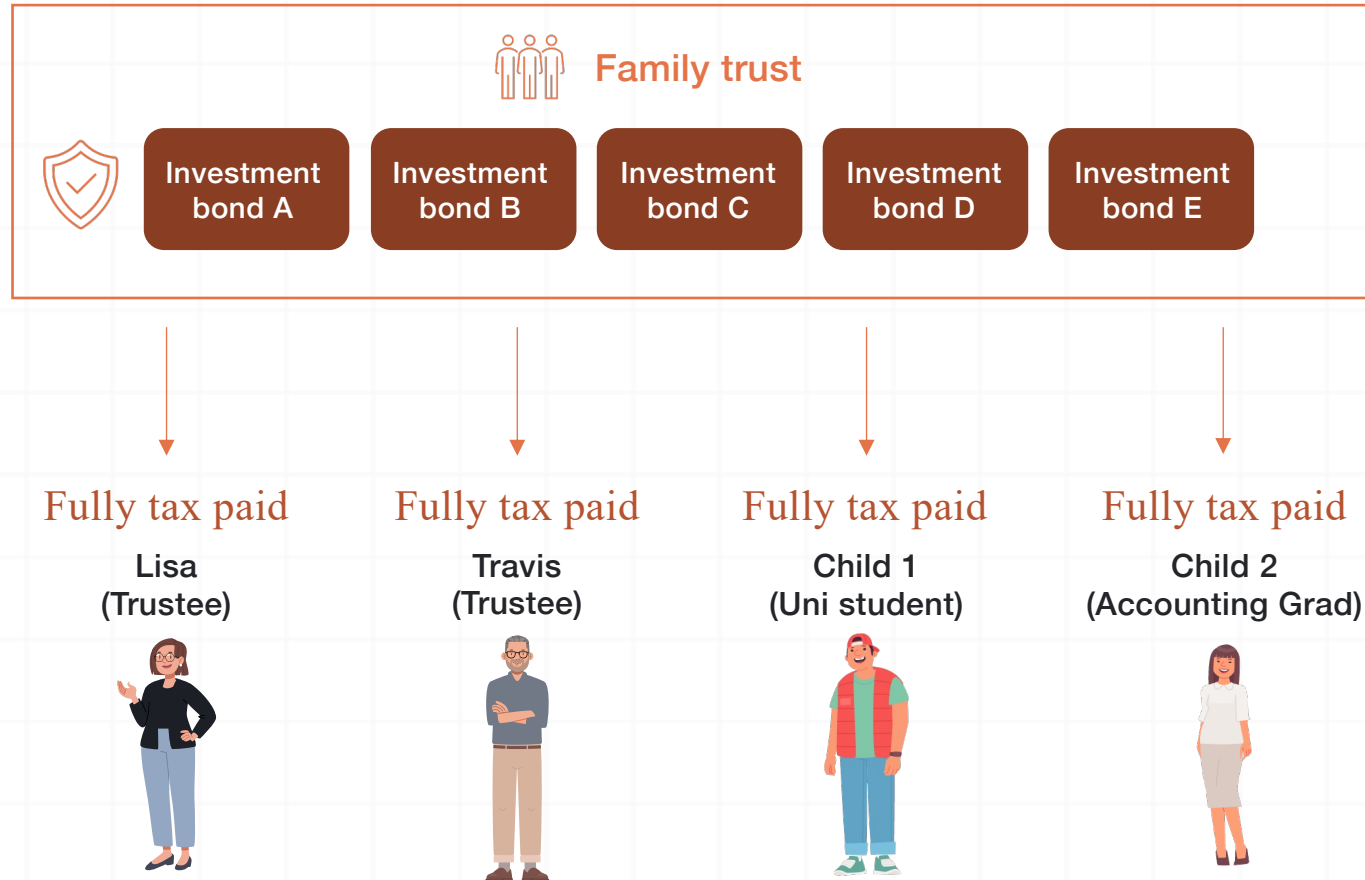 Family trust
Investment
bond A
Investment
bond B
Investment
bond C
Investment
bond D
Investment
bond E
Fully tax paid
Lisa
(Trustee)
Fully tax paid
Travis
(Trustee)
Fully tax paid
Child 1
(Uni student)
Fully tax paid
Child 2
(Accounting Grad)